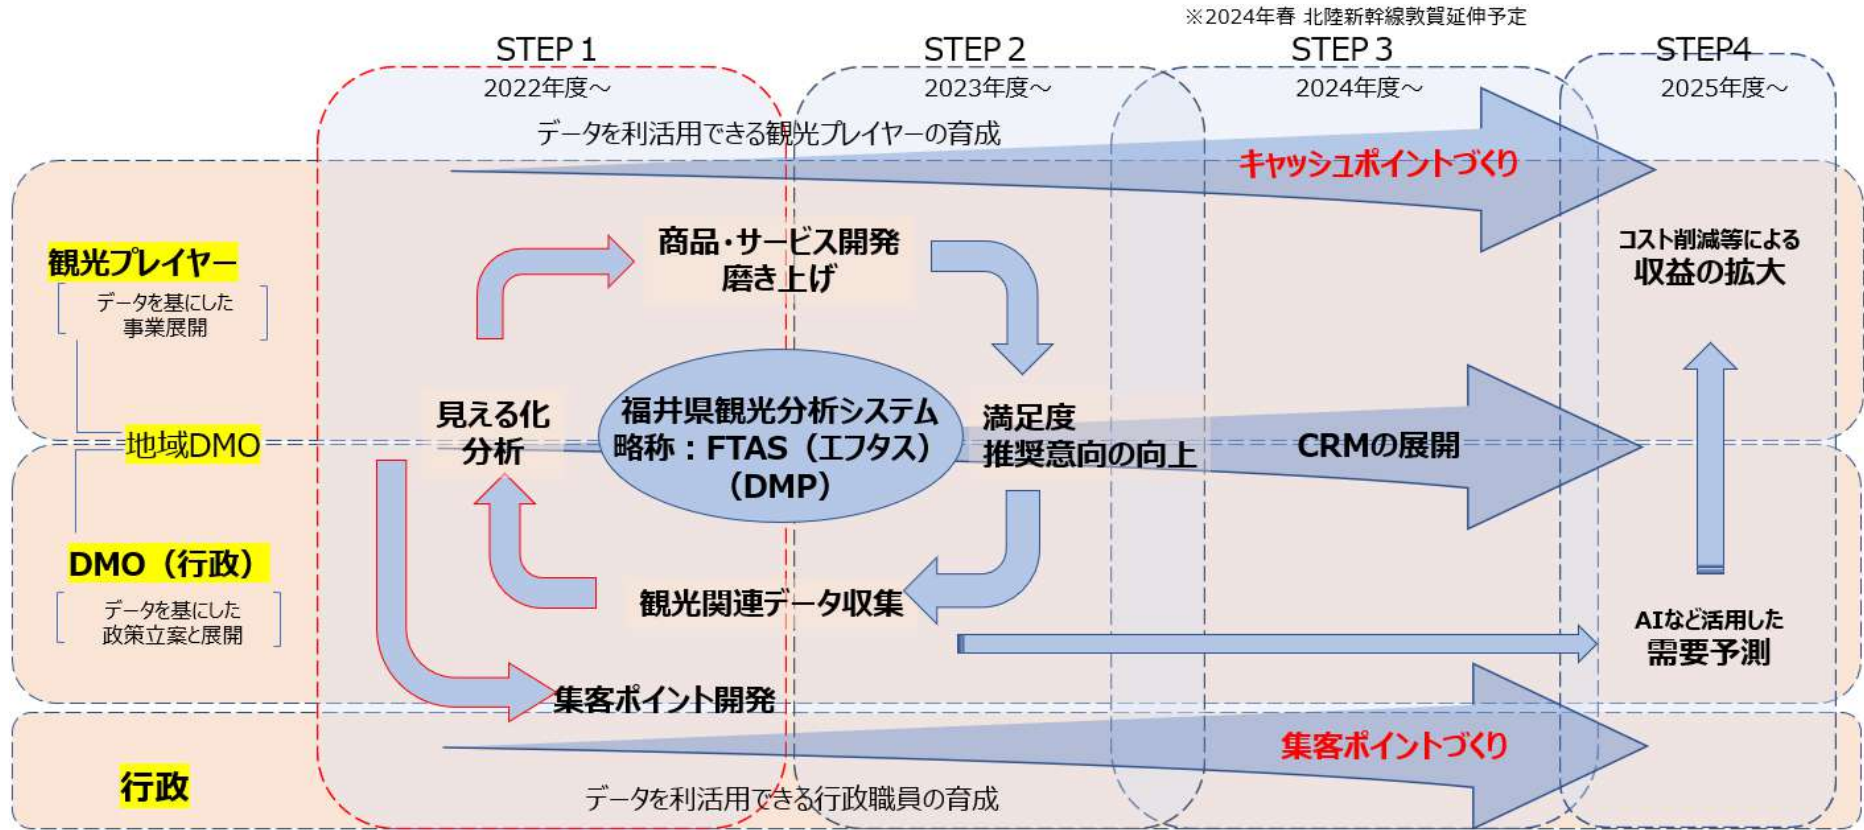 ※2024年春 北陸新幹線敦賀延伸予定
STEP1
2022年度～
STEP2
2023年度～
STEP3
2024年度～
STEP4
2025年度～
データを利活用できる観光プレイヤーの育成
キャッシュポイントづくり
観光プレイヤー
データを基にした
事業展開
商品・サービス開発
磨き上げ
コスト削減等による
収益の拡大
地域DMO
見える化
分析
福井県観光分析システム
略称：FTAS（エフタス）
（DMP）
満足度
推奨意向の向上
CRMの展開
DMO（行政）
データを基にした
政策立案と展開
観光関連データ収集
AIなど活用した
需要予測
集客ポイント開発
集客ポイントづくり
行政
データを利活用できる行政職員の育成